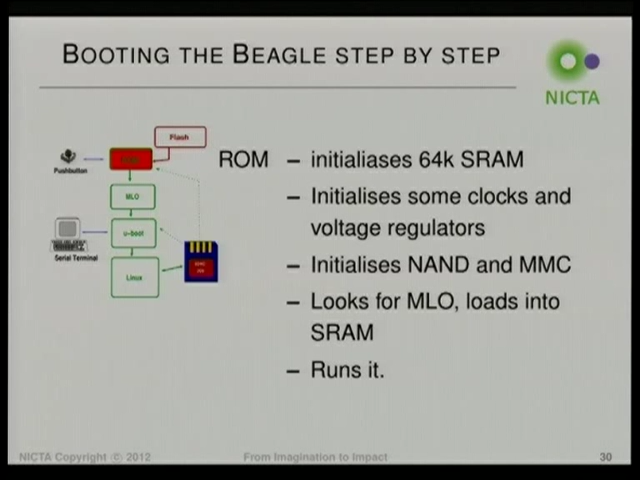 BOOTING THE BEAGLE STEP BY STEP
NICTA
Flash
Pushbutton
MLO
u-boot
Serial Terminal
Linux
ROM – initialiases 64k SRAM
– Initialises some clocks and
voltage regulators
– Initialises NAND and MMC
– Looks for MLO, loads into
SRAM
– Runs it.
NICTA Copyright © 2012 From Imagination to Impact 30